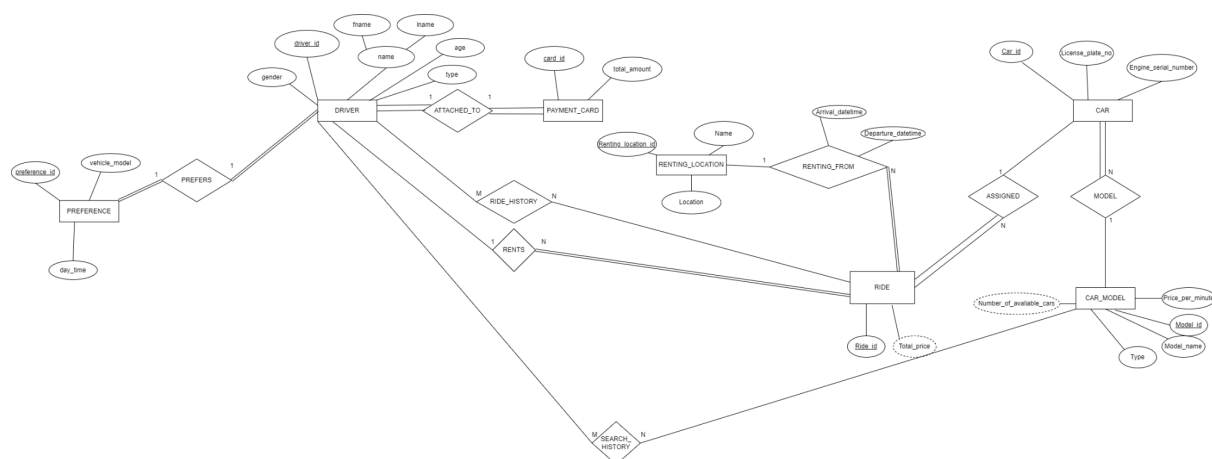 fname
lname
driver_id
name
age
gender
type
card_id
total_amount
DRIVER
1
ATTACHED_TO
1
PAYMENT_CARD
1
PREFERS
1
preference_id
vehicle_model
PREFERENCE
day_time
Car_id
License_plate_no
Engine_serial_number
CAR
Arrival_datetime
Departure_datetime
Name
Renting_location_id
RENTING_LOCATION
1
RENTING_FROM
N
Location
M
RIDE_HISTORY
N
1
RENTS
N
1
ASSIGNED
N
N
MODEL
1
RIDE
Ride_id
Total_price
Number_of_avaliable_cars
CAR_MODEL
Price_per_minute
Model_id
Model_name
Type
M
SEARCH_
HISTORY
N